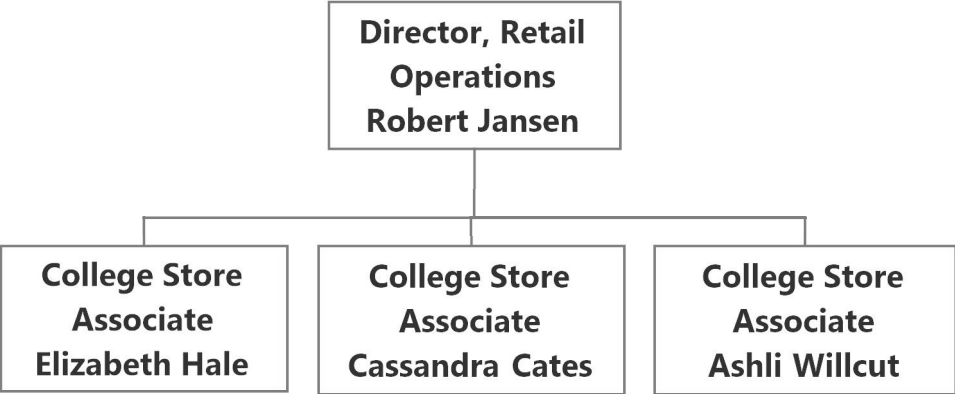 Director, Retail
Operations
Robert Jansen
College Store
Associate
Elizabeth Hale
College Store
Associate
Cassandra Cates
College Store
Associate
Ashli Willcut